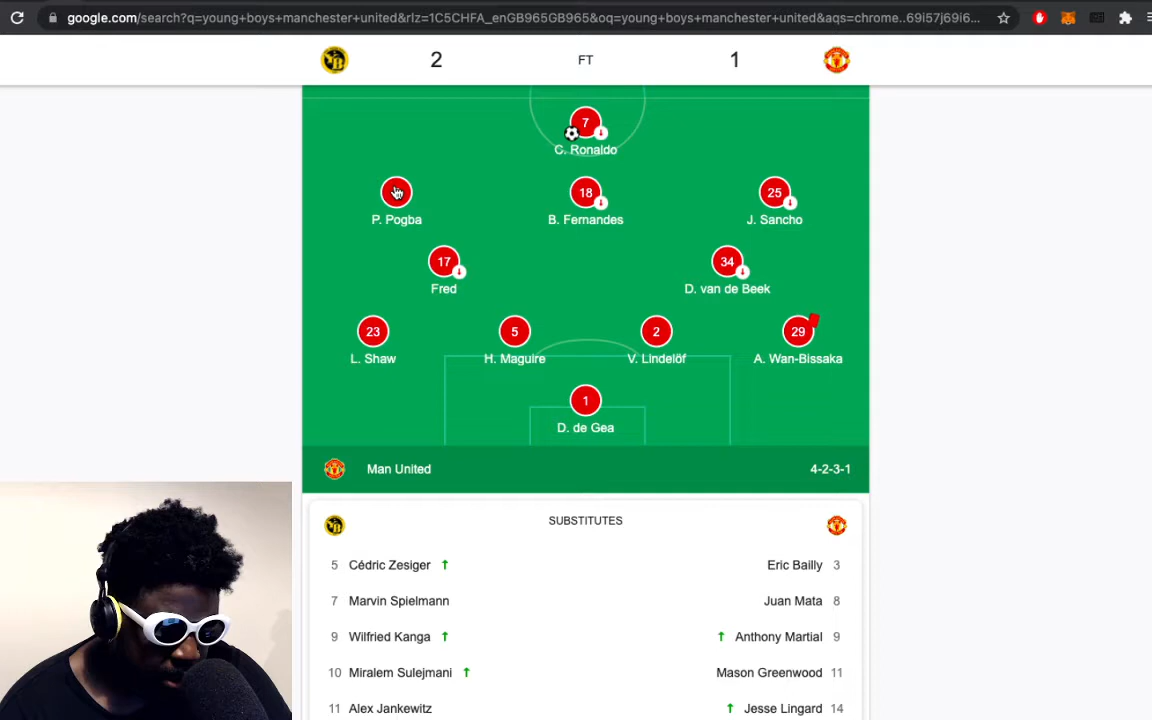 google.com/search?q=young+boys+manchester+united&rlz=1C5CHFA_enGB965GB965&oq=young+boys+manchester+united&aqs=chrome..69i57j69i6...
2 FT 1
7
C. Ronaldo
18 25
P. Pogba B. Fernandes J. Sancho
17 34
Fred D. van de Beek
23 5 2 29
L. Shaw H. Maguire V. Lindelöf A. Wan-Bissaka
1
D. de Gea
Man United 4-2-3-1
SUBSTITUTES
5 Cédric Zesiger Eric Bailly 3
7 Marvin Spielmann Juan Mata 8
9 Wilfried Kanga Anthony Martial 9
10 Miralem Sulejmani Mason Greenwood 11
11 Alex Jankewitz Jesse Lingard 14